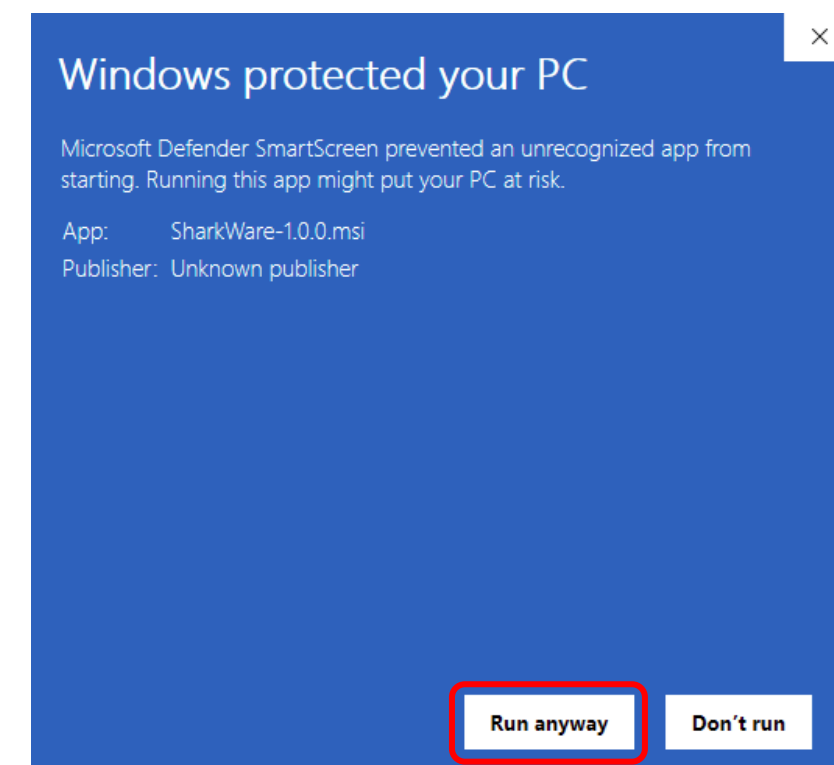 Windows protected your PC
Microsoft Defender SmartScreen prevented an unrecognized app from
starting. Running this app might put your PC at risk.
App: SharkWare-1.0.0.msi
Publisher: Unknown publisher
Run anyway Don't run